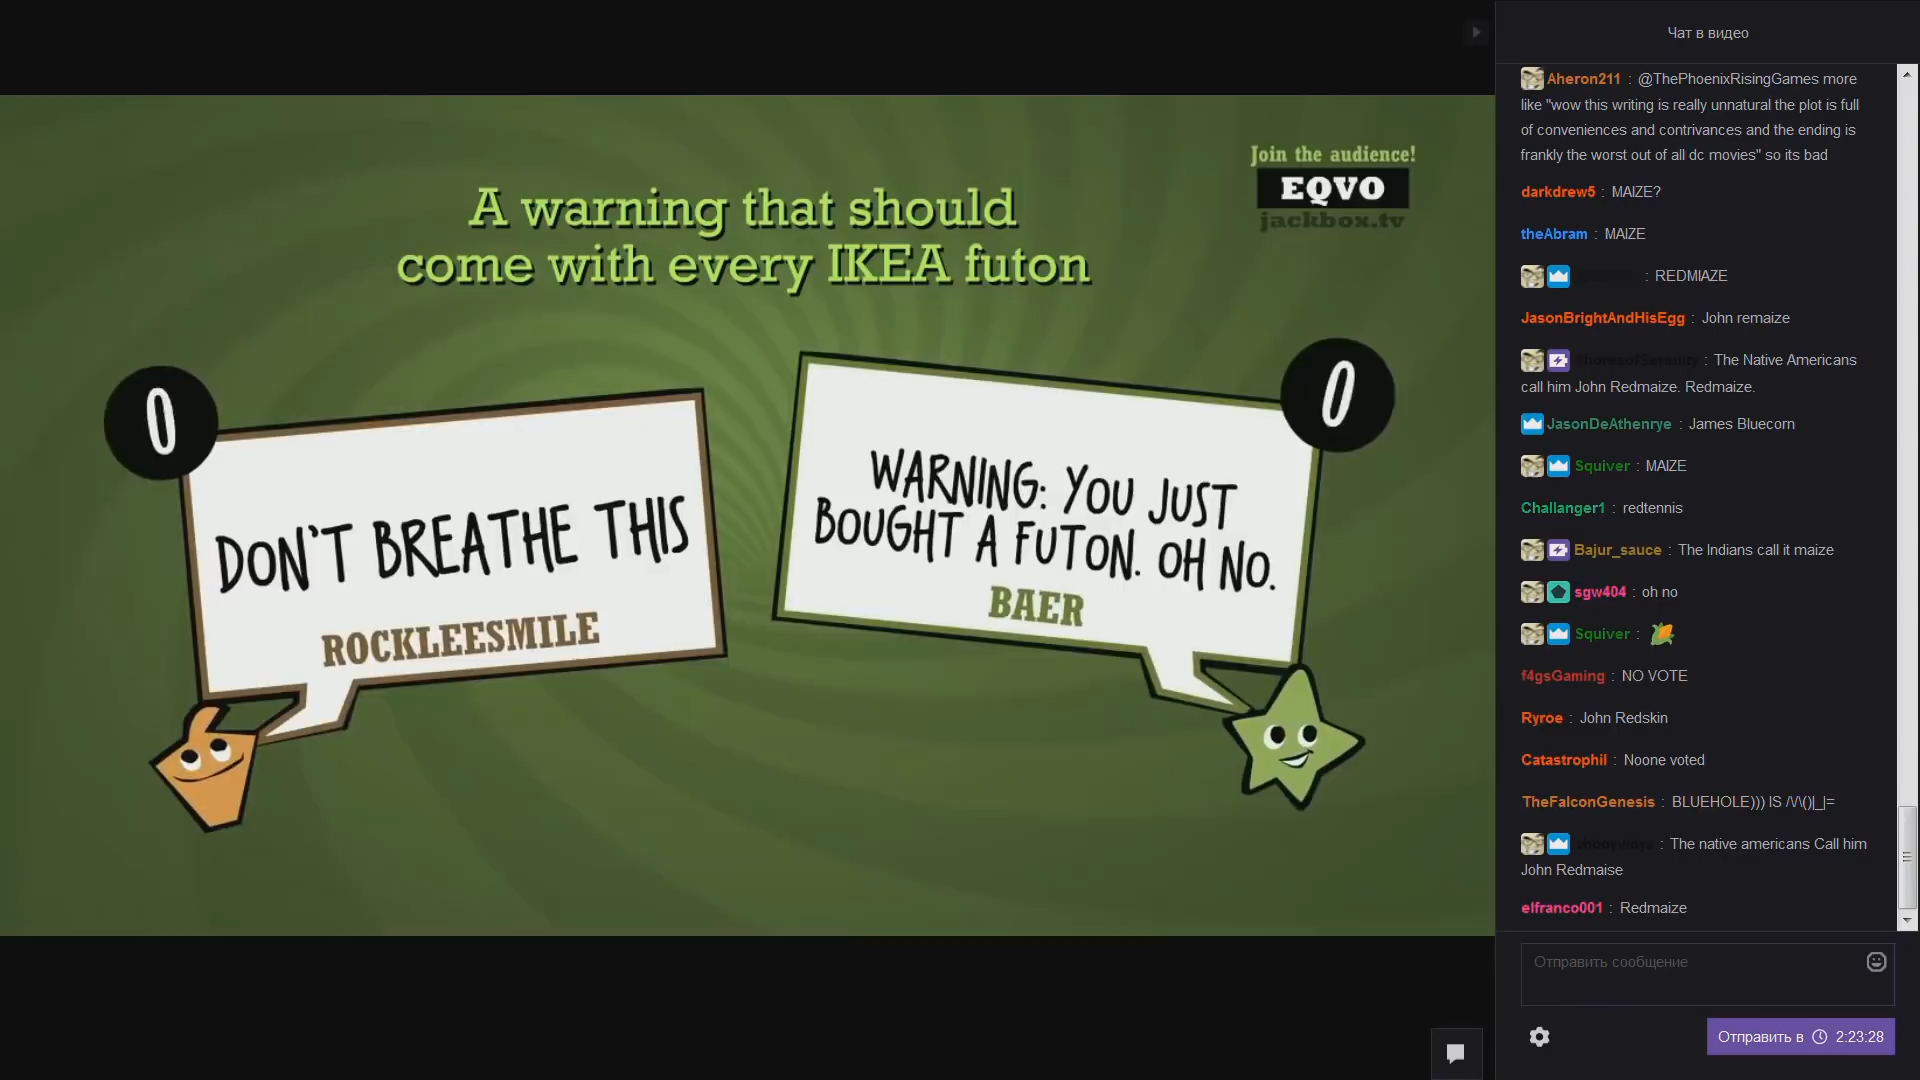 Join the audience!
EQVO
jackbox.tv
A warning that should
come with every IKEA futon
0
DON'T BREATHE THIS
ROCKLEESMILE
0
WARNING: YOU JUST
BOUGHT A FUTON. OH NO.
BAER
Чат в видео
Aheron211 : @ThePhoenixRisingGames more
like "wow this writing is really unnatural the plot is full
of conveniences and contrivances and the ending is
frankly the worst out of all dc movies" so its bad
darkdrew5 : MAIZE?
theAbram : MAIZE
: REDMIAZE
JasonBrightAndHisEgg : John remaize
: The Native Americans
call him John Redmaize. Redmaize.
JasonDeAthenrye : James Bluecorn
Squiver : MAIZE
Challanger1 : redtennis
Bajur_sauce : The Indians call it maize
sgw404 : oh no
Squiver :
f4gsGaming : NO VOTE
Ryroe : John Redskin
Catastrophil : Noone voted
TheFalconGenesis : BLUEHOLE))) IS /\/\()|_|=
: The native americans Call him
John Redmaise
elfranco001 : Redmaize
Отправить сообщение
Отправить в 2:23:28